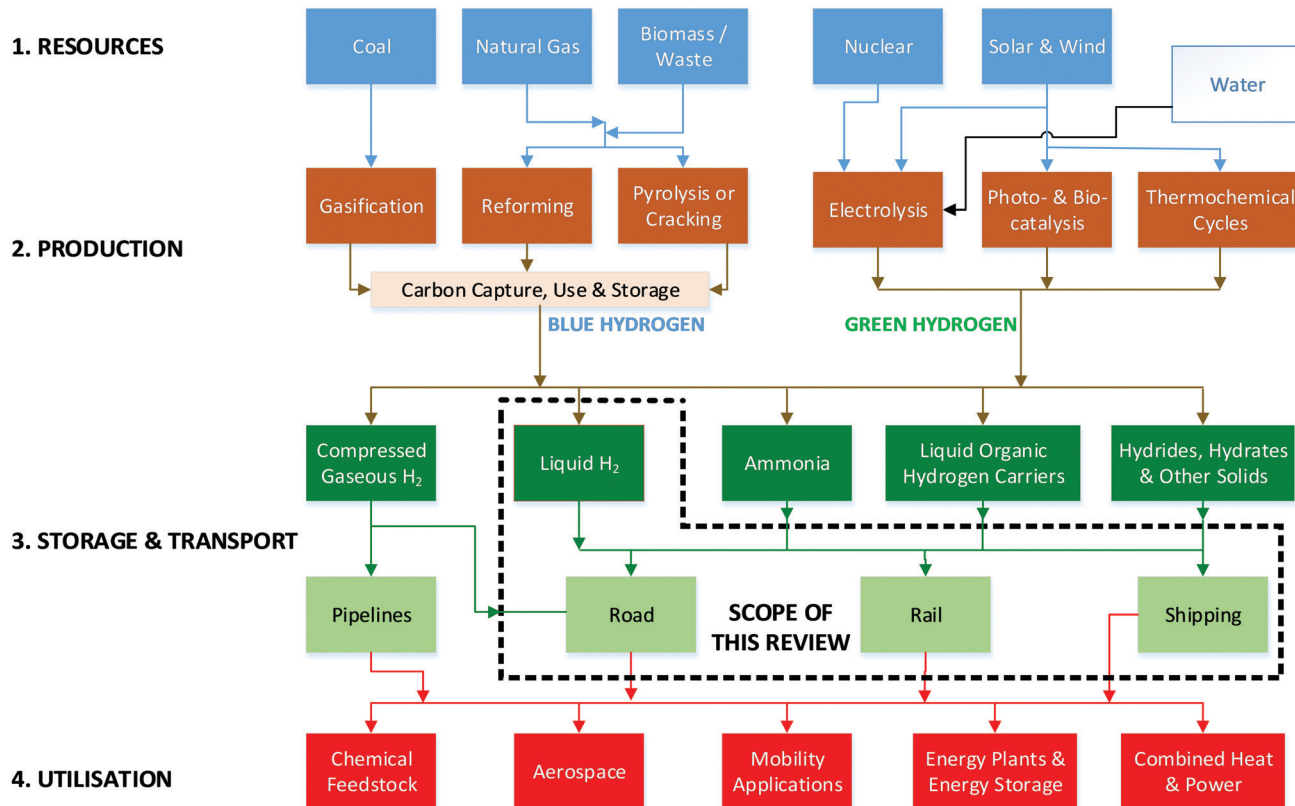 1. RESOURCES
Coal
Natural Gas
Biomass /
Waste
Nuclear
Solar & Wind
Water
2. PRODUCTION
Gasification
Reforming
Pyrolysis or
Cracking
Electrolysis
Photo- & Bio-
catalysis
Thermochemical
Cycles
Carbon Capture, Use & Storage
BLUE HYDROGEN
GREEN HYDROGEN
3. STORAGE & TRANSPORT
Compressed
Gaseous H₂
Liquid H₂
Ammonia
Liquid Organic
Hydrogen Carriers
Hydrides, Hydrates
& Other Solids
Pipelines
Road
SCOPE OF
THIS REVIEW
Rail
Shipping
4. UTILISATION
Chemical
Feedstock
Aerospace
Mobility
Applications
Energy Plants &
Energy Storage
Combined Heat
& Power